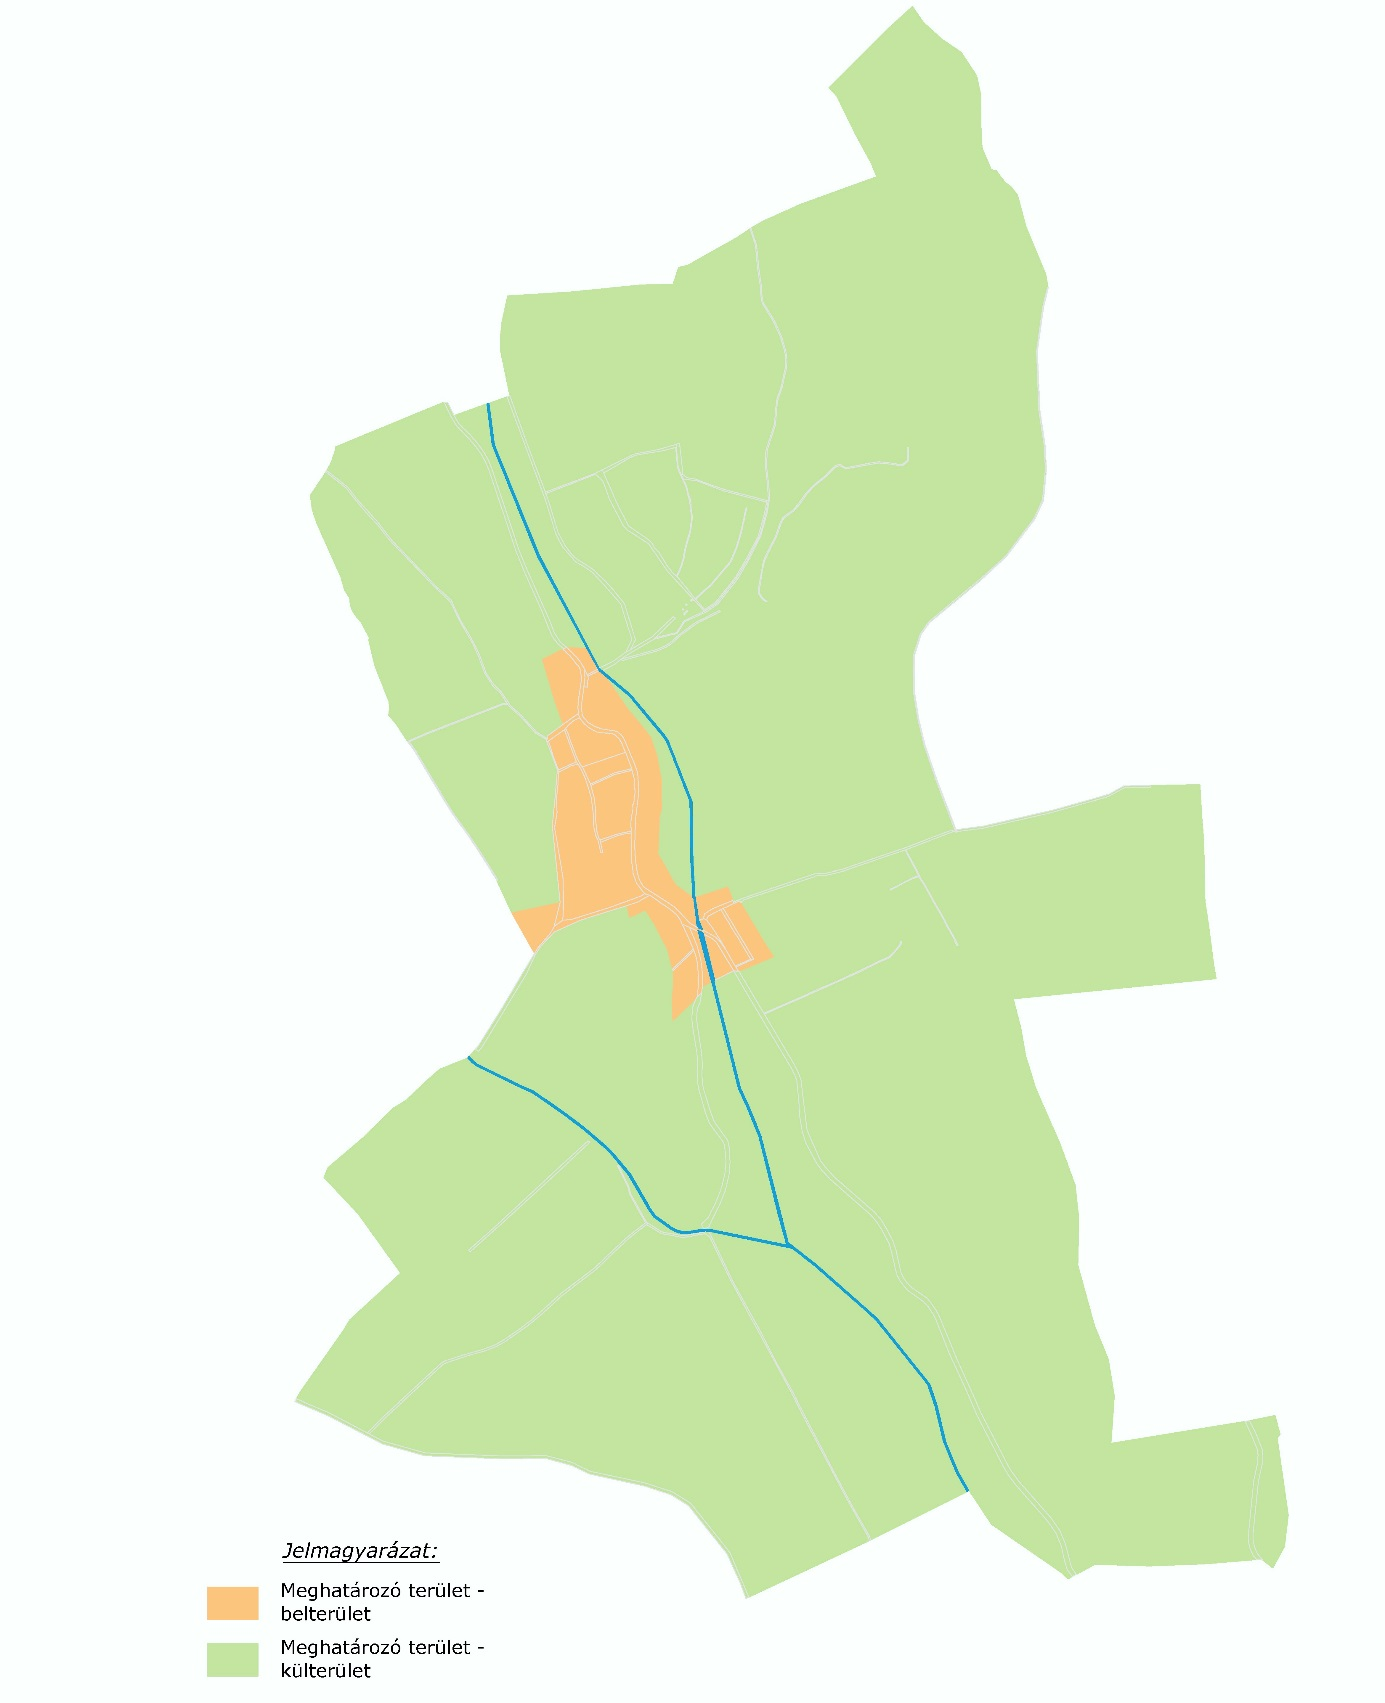 Jelmagyarázat:
Meghatározó terület -
belterület
Meghatározó terület -
külterület